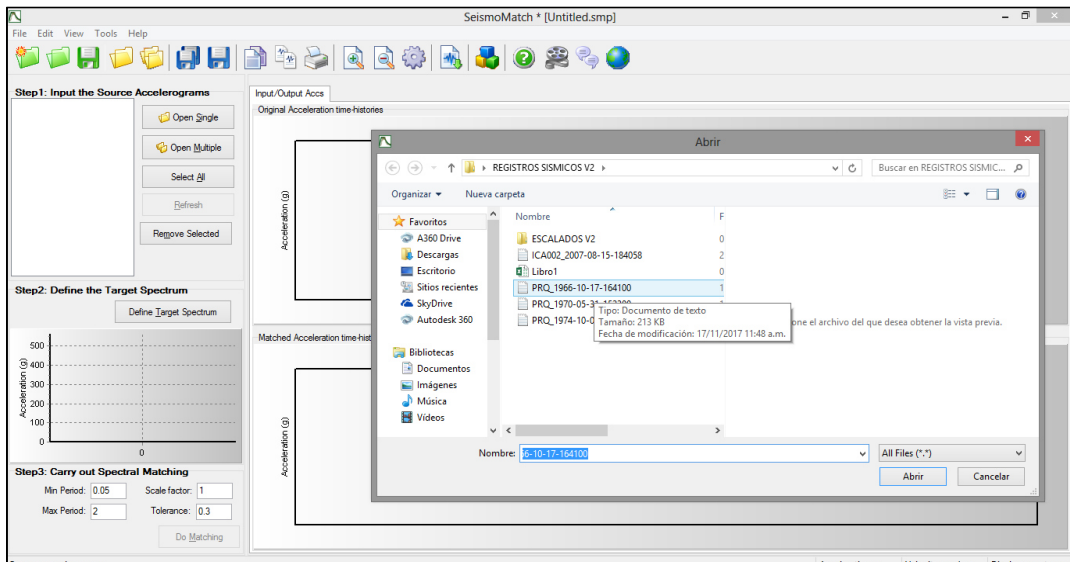 SeismoMatch * [Untitled.smp]
File Edit View Tools Help
Step1: Input the Source Accelerograms
Open Single
Open Multiple
Select All
Refresh
Remove Selected
Step2: Define the Target Spectrum
Define Target Spectrum
Acceleration (g)
500
400
300
200
100
0
0
Step3: Carry out Spectral Matching
Min Period: 0.05 Scale factor: 1
Max Period: 2 Tolerance: 0.3
Do Matching
Input/Output Accs
Original Acceleration time-histories
Acceleration (g)
Matched Acceleration time-hist
Acceleration (g)
Abrir
REGISTROS SISMICOS V2
Buscar en REGISTROS SISMIC...
Organizar Nueva carpeta
Favoritos
A360 Drive
Descargas
Escritorio
Sitios recientes
SkyDrive
Autodesk 360
Bibliotecas
Documentos
Imágenes
Música
Vídeos
Nombre F
ESCALADOS V2 0
ICA002_2007-08-15-184058 2
Libro1 0
PRQ_1966-10-17-164100 1
PRQ_1970-05-31
PRQ_1974-10-0
Tipo: Documento de texto
Tamaño: 213 KB
Fecha de modificación: 17/11/2017 11:48 a.m.
one el archivo del que desea obtener la vista previa.
Nombre: 6-10-17-164100
All Files (*.*)
Abrir Cancelar